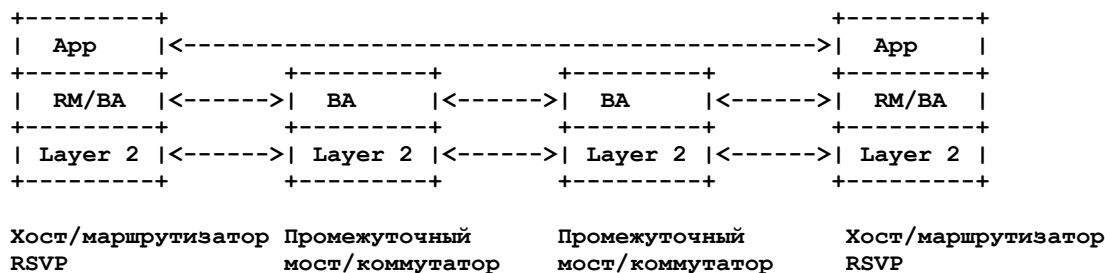 +---------+                                            +---------+
|   App   |<------------------------------------------>|   App   |
+---------+        +---------+        +---------+        +---------+
|  RM/BA  |<------>|  BA     |<------>|  BA     |<------>|  RM/BA  |
+---------+        +---------+        +---------+        +---------+
| Layer 2 |<------>| Layer 2 |<------>| Layer 2 |<------>| Layer 2 |
+---------+        +---------+        +---------+        +---------+
Хост/маршрутизатор Промежуточный     Промежуточный      Хост/маршрутизатор
RSVP               мост/коммутатор   мост/коммутатор    RSVP